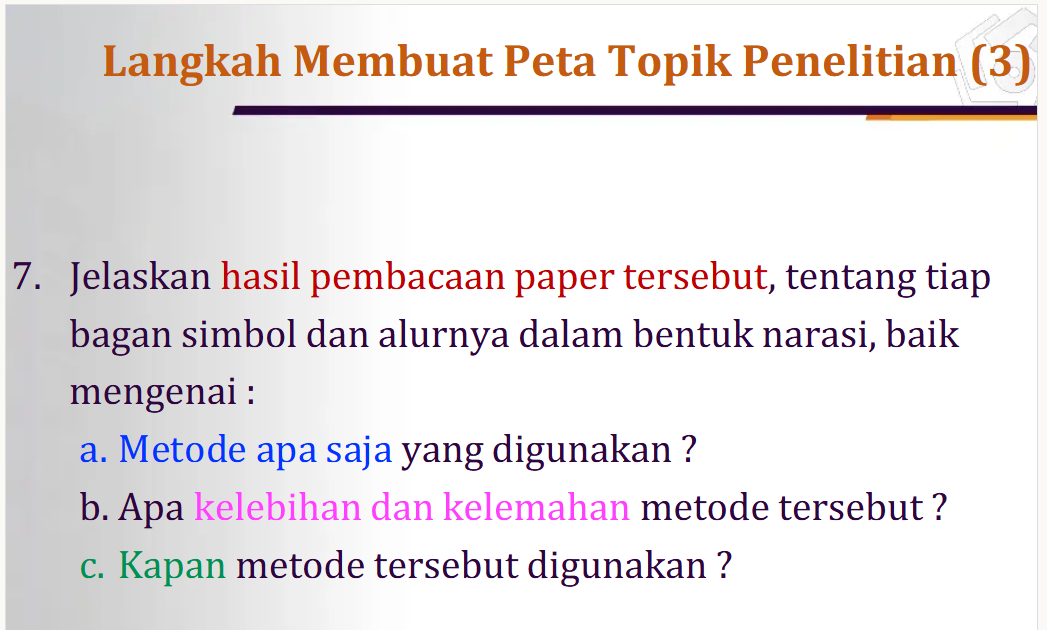 Langkah Membuat Peta Topik Penelitian (3)
7. Jelaskan hasil pembacaan paper tersebut, tentang tiap
bagan simbol dan alurnya dalam bentuk narasi, baik
mengenai :
a. Metode apa saja yang digunakan ?
b. Apa kelebihan dan kelemahan metode tersebut ?
c. Kapan metode tersebut digunakan ?